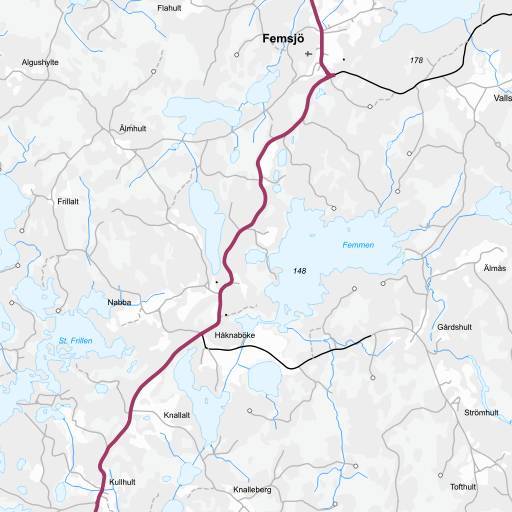 Flahult
Femsjö
178
Algushylte
Valls
Älmhult
Frillalt
Femmen
148
Älmås
Nabba
Håknaböke
Gårdshult
St. Frillen
Knallalt
Strömhult
Kullhult
Knalleberg
Tofthult